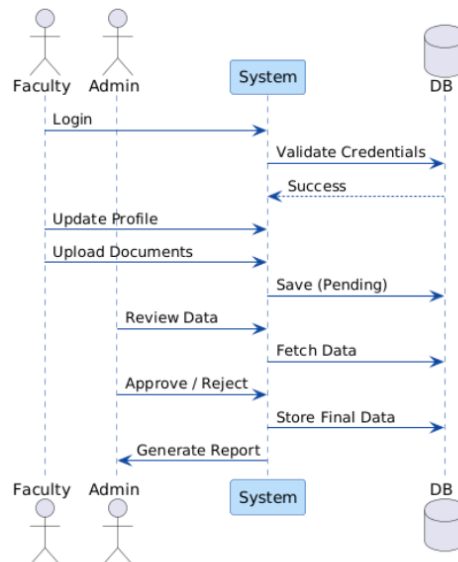 Faculty Admin System DB
Login
Validate Credentials
Success
Update Profile
Upload Documents
Save (Pending)
Review Data
Fetch Data
Approve / Reject
Store Final Data
Generate Report
Faculty Admin System DB